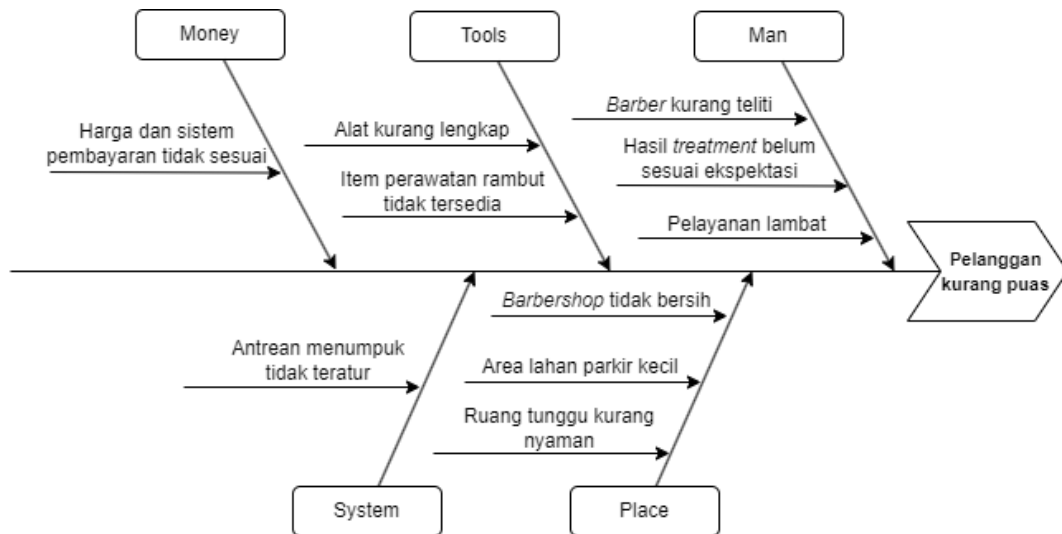 Money
Tools
Man
Harga dan sistem
pembayaran tidak sesuai
Alat kurang lengkap
Item perawatan rambut
tidak tersedia
Barber kurang teliti
Hasil treatment belum
sesuai ekspektasi
Pelayanan lambat
Pelanggan
kurang puas
Antrean menumpuk
tidak teratur
Barbershop tidak bersih
Area lahan parkir kecil
Ruang tunggu kurang
nyaman
System
Place